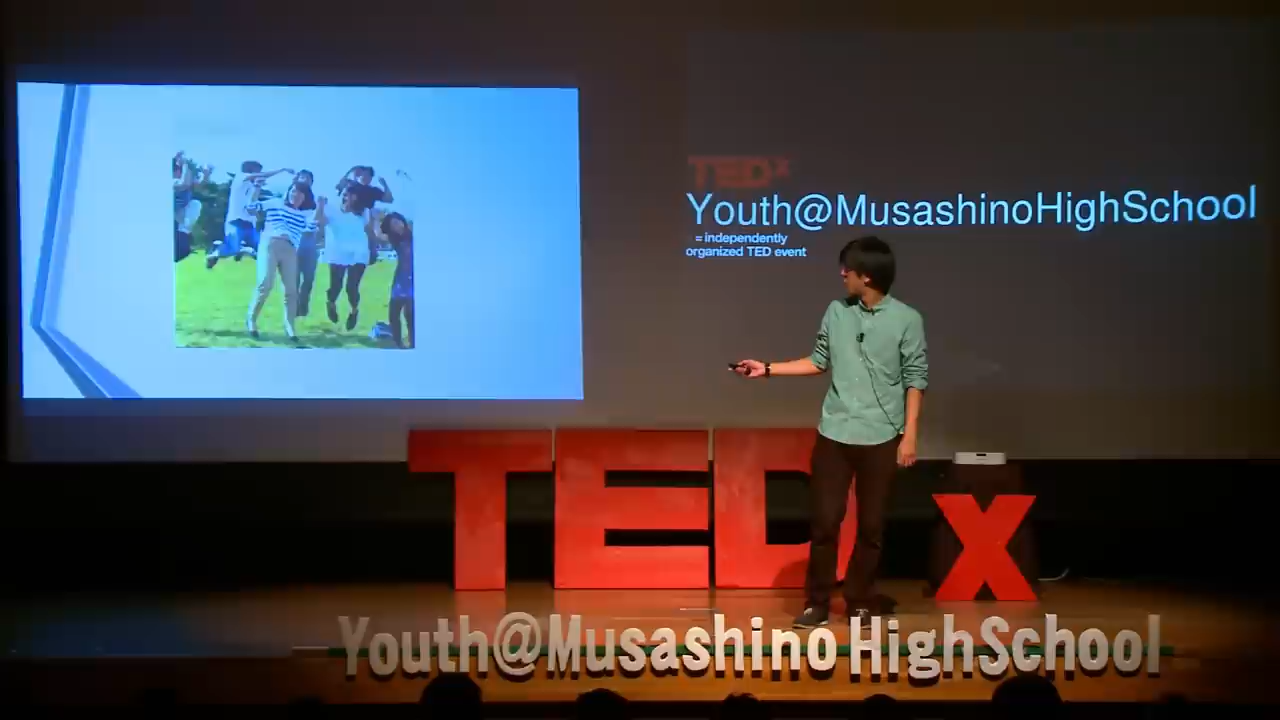 TEDx
Youth@MusashinoHighSchool
= independently
organized TED event
TEDx
Youth@MusashinoHighSchool